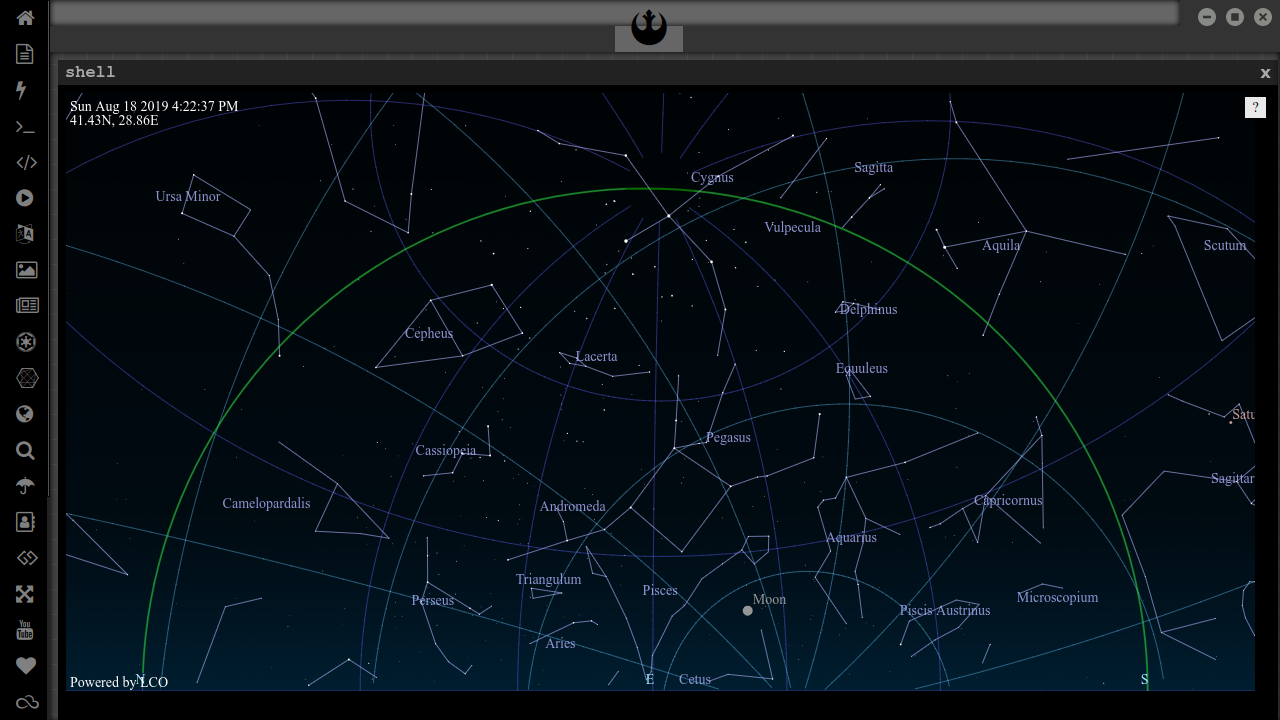 shell
x
Sun Aug 18 2019 4:22:37 PM
41.43N, 28.86E
?
Sagitta
Cygnus
Ursa Minor
Vulpecula
Aquila
Scutum
Delphinus
Cepheus
Lacerta
Equuleus
Satu
Pegasus
Cassiopeia
Sagittar
Capricornus
Camelopardalis
Andromeda
Aquarius
Triangulum
Pisces
Moon
Microscopium
Perseus
Piscis Austrinus
Aries
N
E
Cetus
S
Powered by LCO
You
Tube